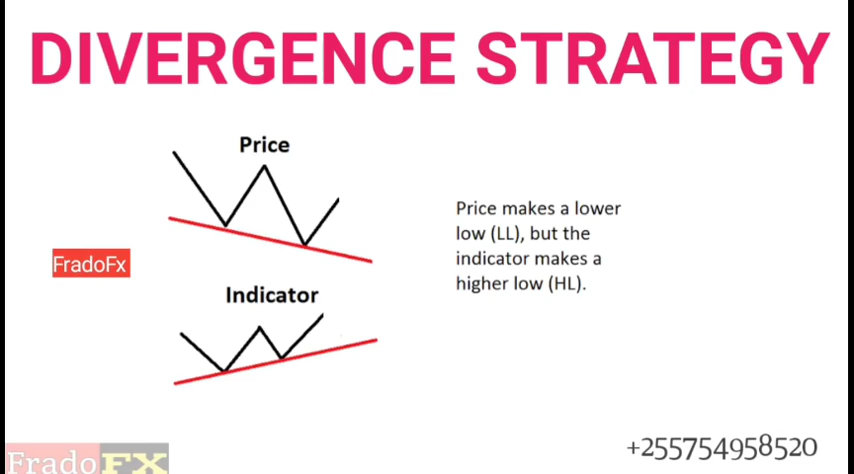 DIVERGENCE STRATEGY
Price
Price makes a lower
low (LL), but the
indicator makes a
higher low (HL).
FradoFx
Indicator
+255754958520
FradoFX